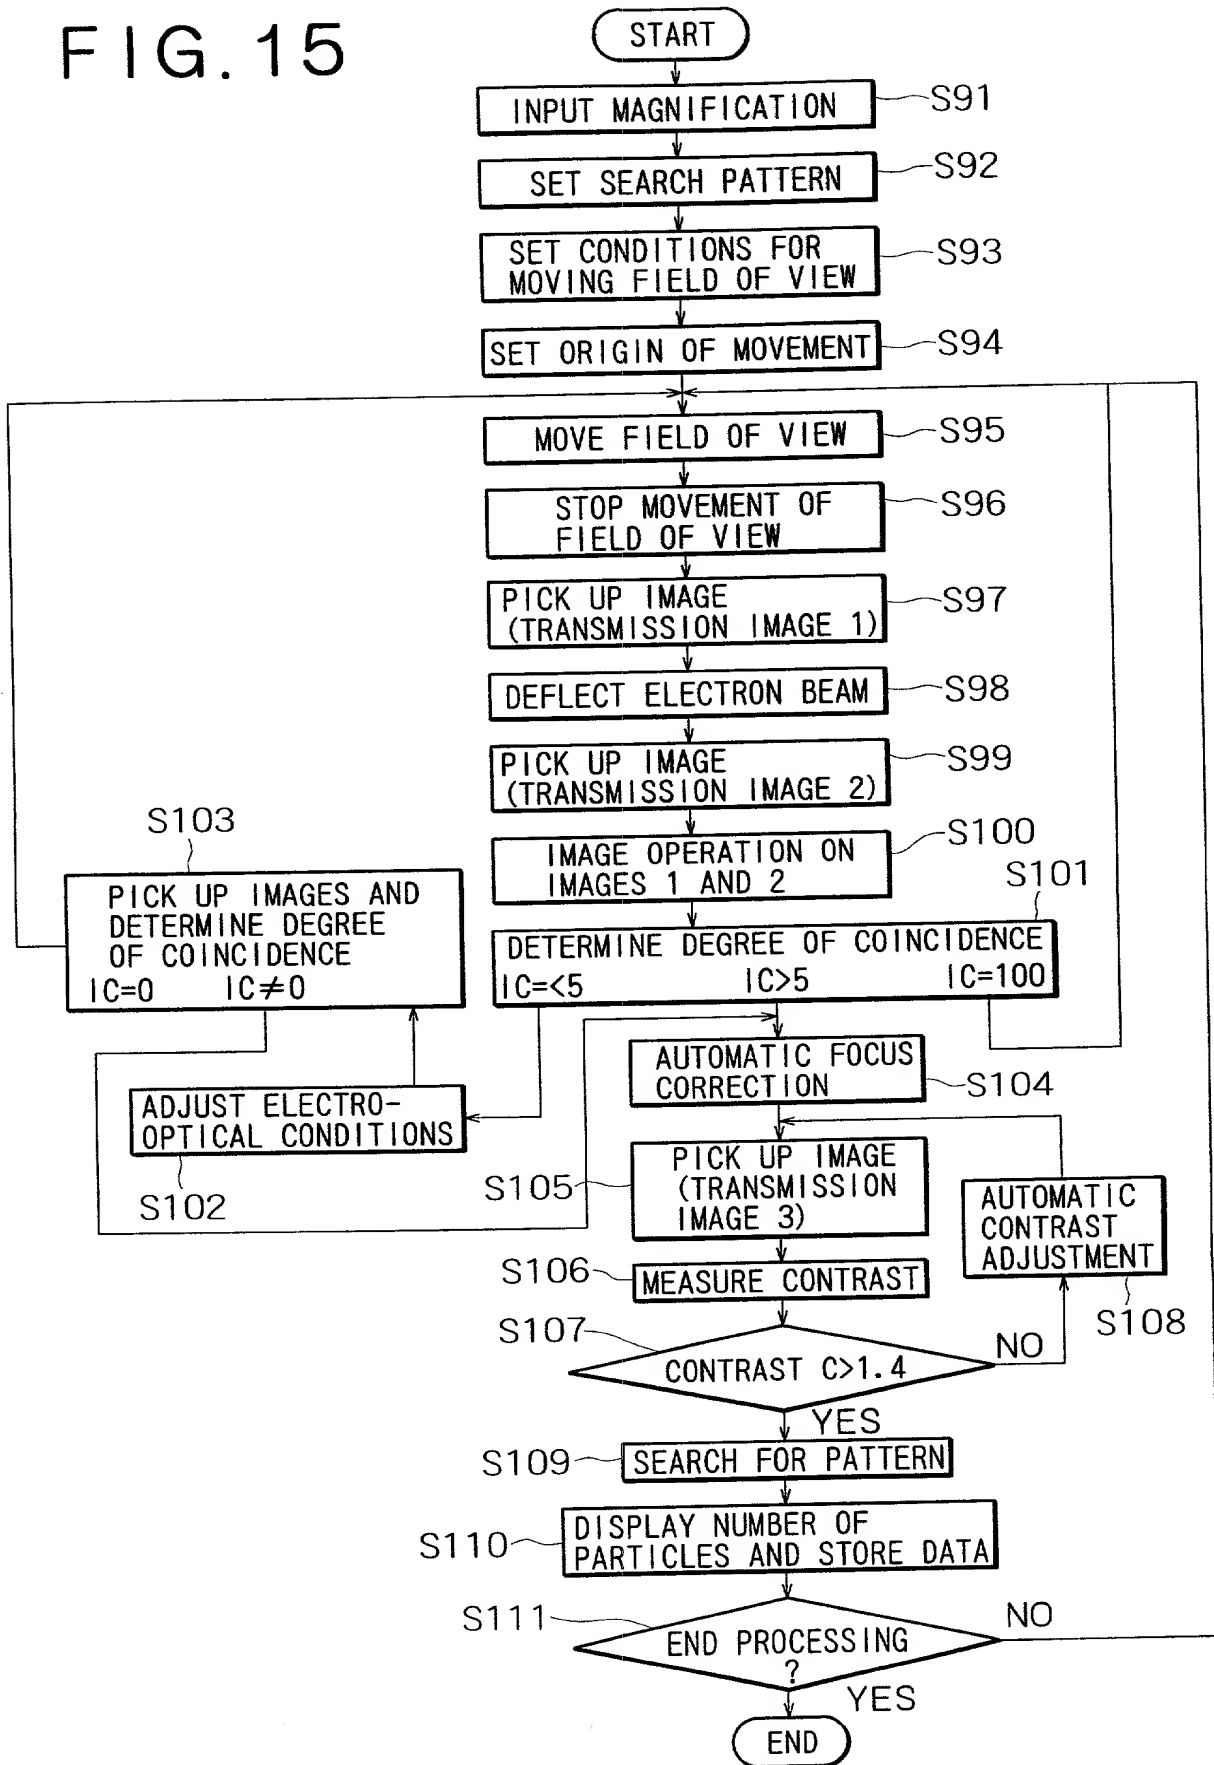 FIG. 15
START
INPUT MAGNIFICATION
S91
SET SEARCH PATTERN
S92
SET CONDITIONS FOR
MOVING FIELD OF VIEW
S93
SET ORIGIN OF MOVEMENT
S94
MOVE FIELD OF VIEW
S95
STOP MOVEMENT OF
FIELD OF VIEW
S96
PICK UP IMAGE
(TRANSMISSION IMAGE 1)
S97
DEFLECT ELECTRON BEAM
S98
PICK UP IMAGE
(TRANSMISSION IMAGE 2)
S99
IMAGE OPERATION ON
IMAGES 1 AND 2
S100
S101
DETERMINE DEGREE OF COINCIDENCE
IC=<5 IC>5 IC=100
S103
PICK UP IMAGES AND
DETERMINE DEGREE
OF COINCIDENCE
IC=0 IC≠0
ADJUST ELECTRO-
OPTICAL CONDITIONS
S102
AUTOMATIC FOCUS
CORRECTION
S104
S105
PICK UP IMAGE
(TRANSMISSION
IMAGE 3)
AUTOMATIC
CONTRAST
ADJUSTMENT
S108
S106
MEASURE CONTRAST
S107
CONTRAST C>1.4
NO
YES
S109
SEARCH FOR PATTERN
S110
DISPLAY NUMBER OF
PARTICLES AND STORE DATA
S111
END PROCESSING
?
NO
YES
END